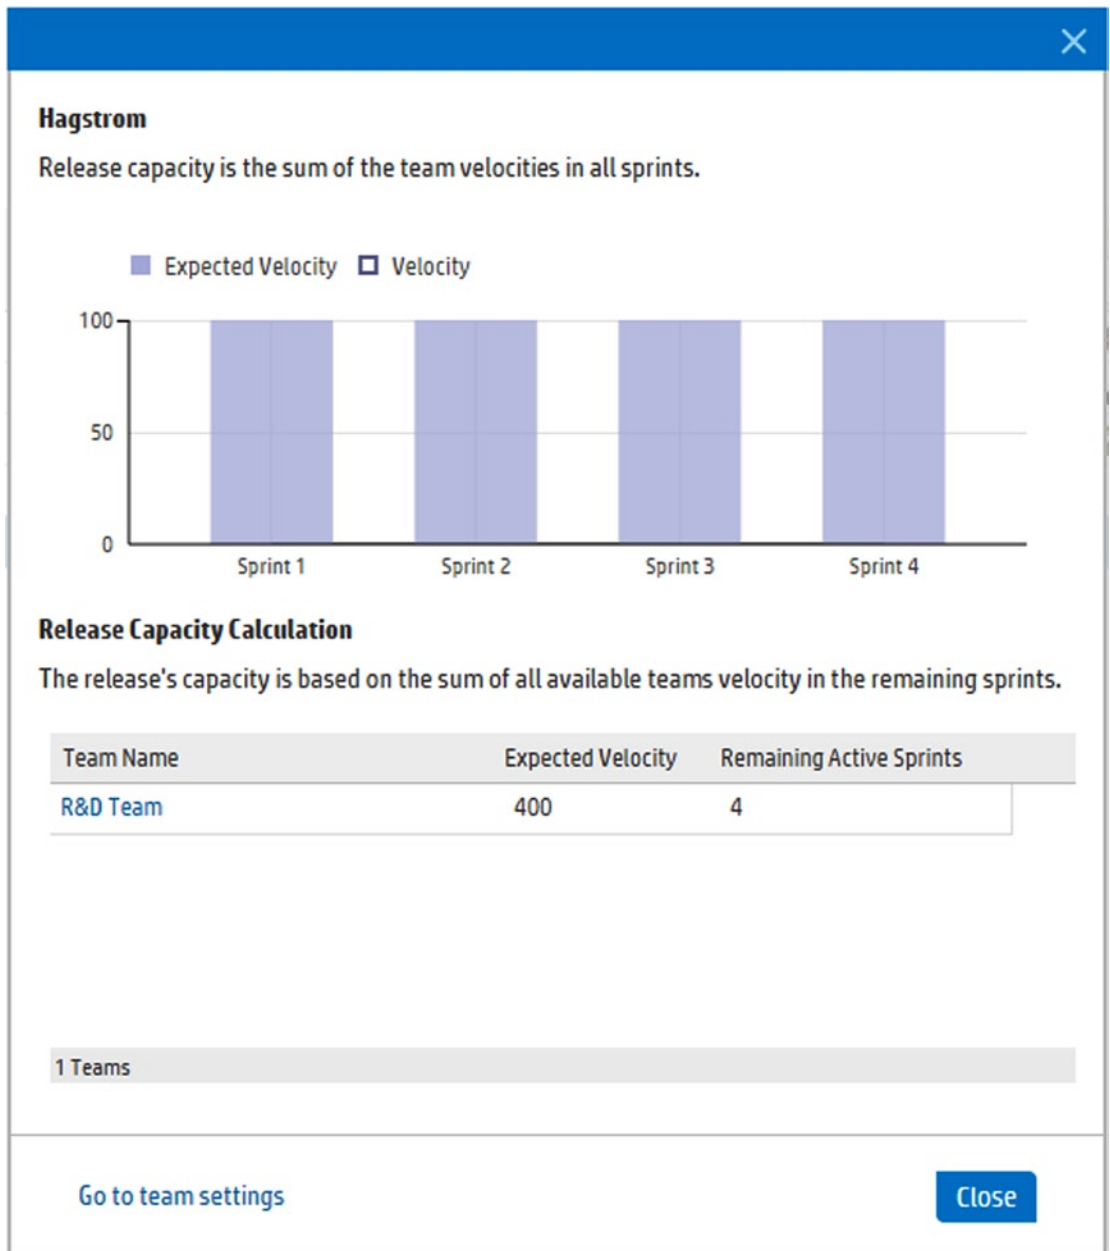 Hagstrom
Release capacity is the sum of the team velocities in all sprints.
Expected Velocity Velocity
100
50
0
Sprint 1 Sprint 2 Sprint 3 Sprint 4
Release Capacity Calculation
The release's capacity is based on the sum of all available teams velocity in the remaining sprints.
Team Name Expected Velocity Remaining Active Sprints
R&D Team 400 4
1 Teams
Go to team settings Close